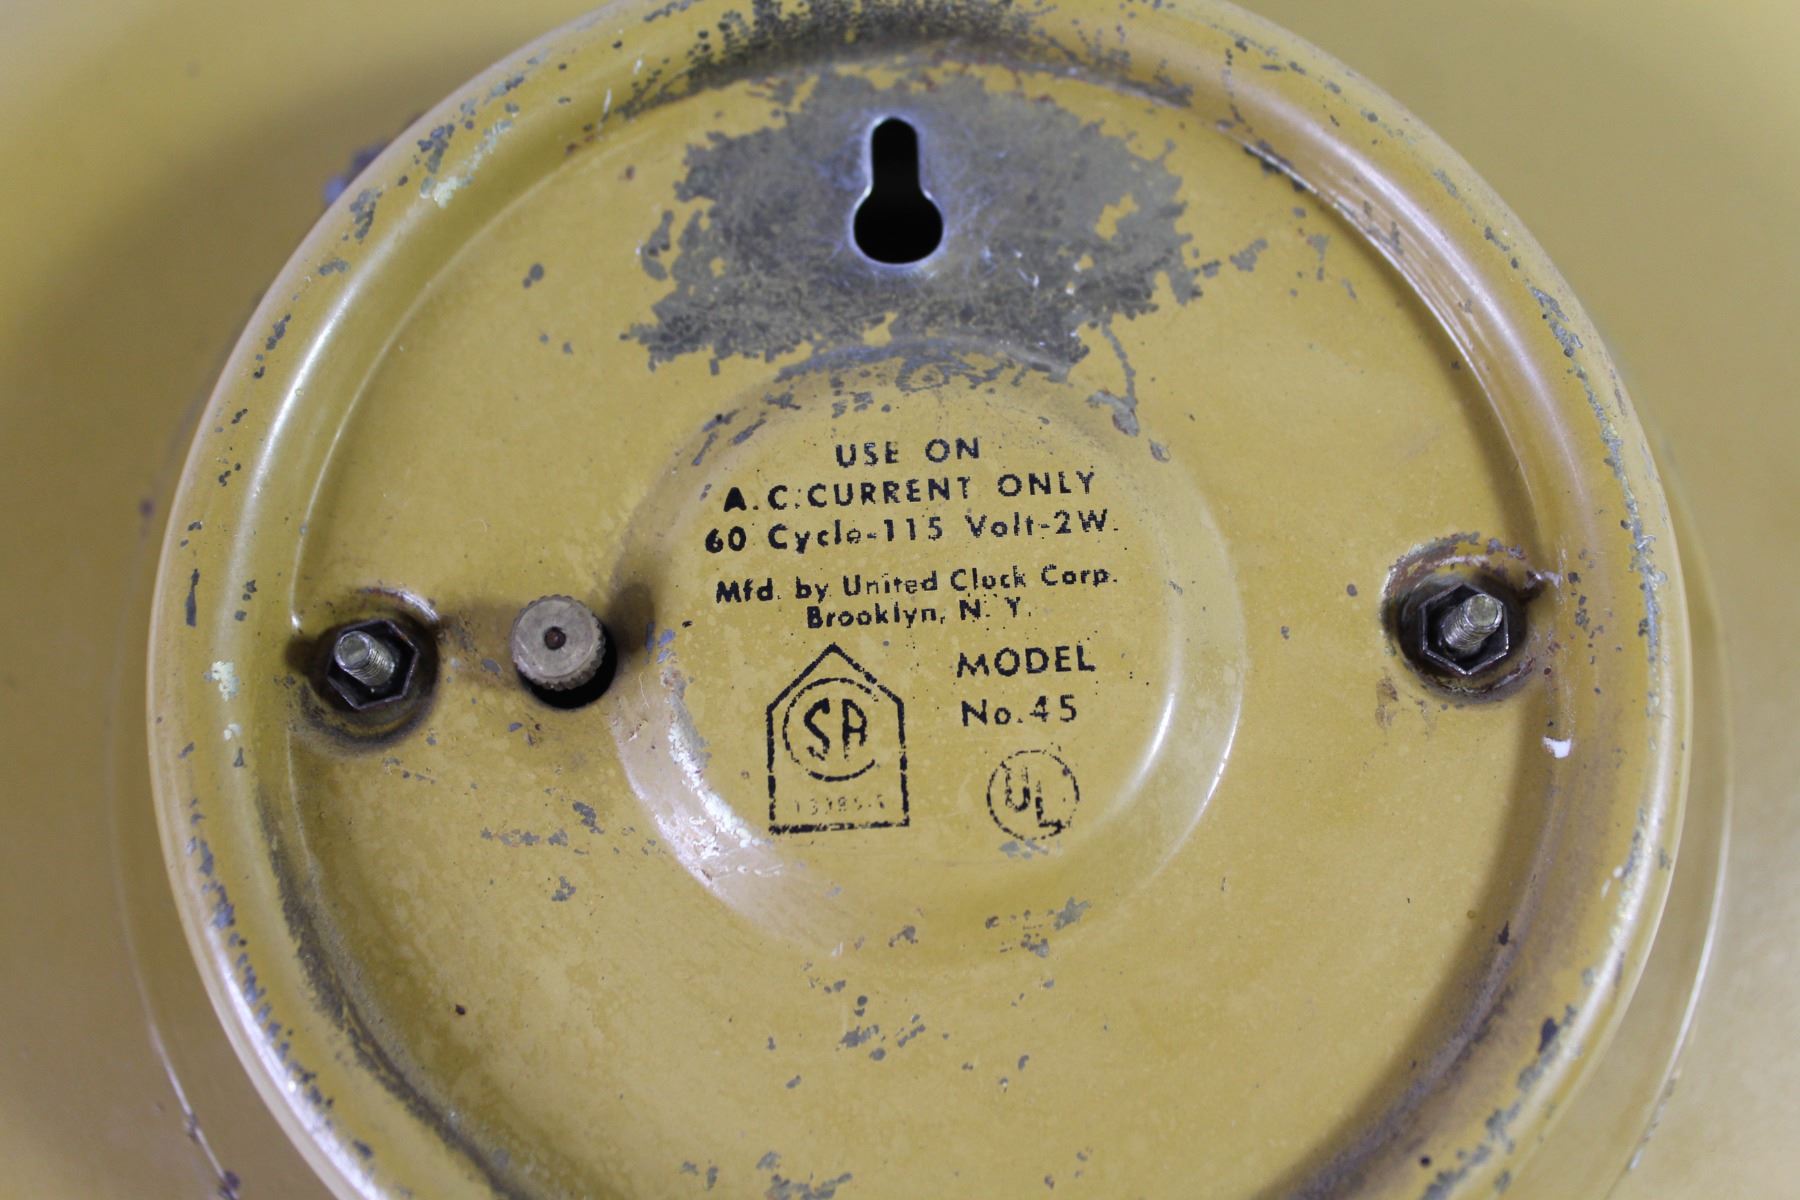 USE ON
A.C. CURRENT ONLY
60 Cycle-115 Volt-2W.
Mfd. by United Clock Corp.
Brooklyn, N. Y.
MODEL
No. 45
SA
UL